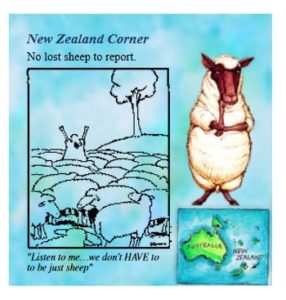 New Zealand Corner
No lost sheep to report.
"Listen to me...we don't HAVE to
to be just sheep"
AUSTRALIA
NEW
ZEALAND